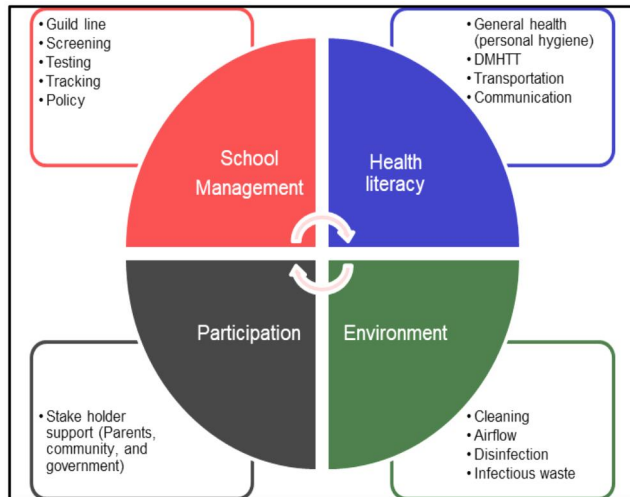 • Guild line
• Screening
• Testing
• Tracking
• Policy
• General health
(personal hygiene)
• DMHTT
• Transportation
• Communication
School
Management
Health
literacy
Participation
Environment
• Stake holder
support (Parents,
community, and
government)
• Cleaning
• Airflow
• Disinfection
• Infectious waste